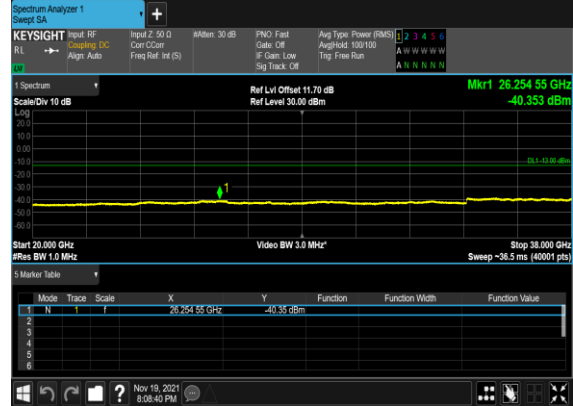 Spectrum Analyzer 1
Swept SA
+
KEYSIGHT Input: RF Input Z: 50 Ω #Atten: 30 dB PNO: Fast Avg Type: Power (RMS) 1 2 3 4 5 6
RL Coupling: DC Corr CCorr Gate: Off Avg|Hold: 100/100 A W W W W W
Align: Auto Freq Ref: Int (S) IF Gain: Low Trig: Free Run
Sig Track: Off A N N N N N
1 Spectrum Ref Lvl Offset 11.70 dB Mkr1 26.254 55 GHz
Scale/Div 10 dB Ref Level 30.00 dBm -40.353 dBm
Log
20.0
10.0
0.00
-10.0 DL1 -13.00 dBm
-20.0
-30.0 1
-40.0
-50.0
-60.0
Start 20.000 GHz Video BW 3.0 MHz* Stop 38.000 GHz
#Res BW 1.0 MHz Sweep ~36.5 ms (40001 pts)
5 Marker Table
Mode Trace Scale X Y Function Function Width Function Value
1 N 1 f 26.254 55 GHz -40.35 dBm
2
3
4
5
6
? Nov 19, 2021
8:08:40 PM